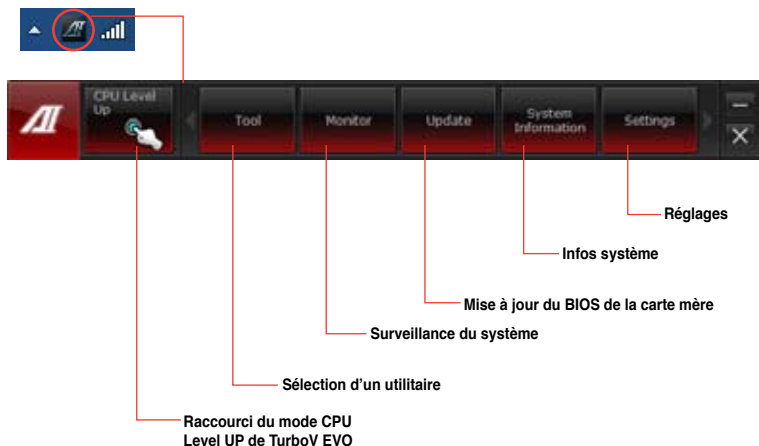 CPU Level
Up
Tool
Monitor
Update
System
Information
Settings
Réglages
Infos système
Mise à jour du BIOS de la carte mère
Surveillance du système
Sélection d’un utilitaire
Raccourci du mode CPU
Level UP de TurboV EVO